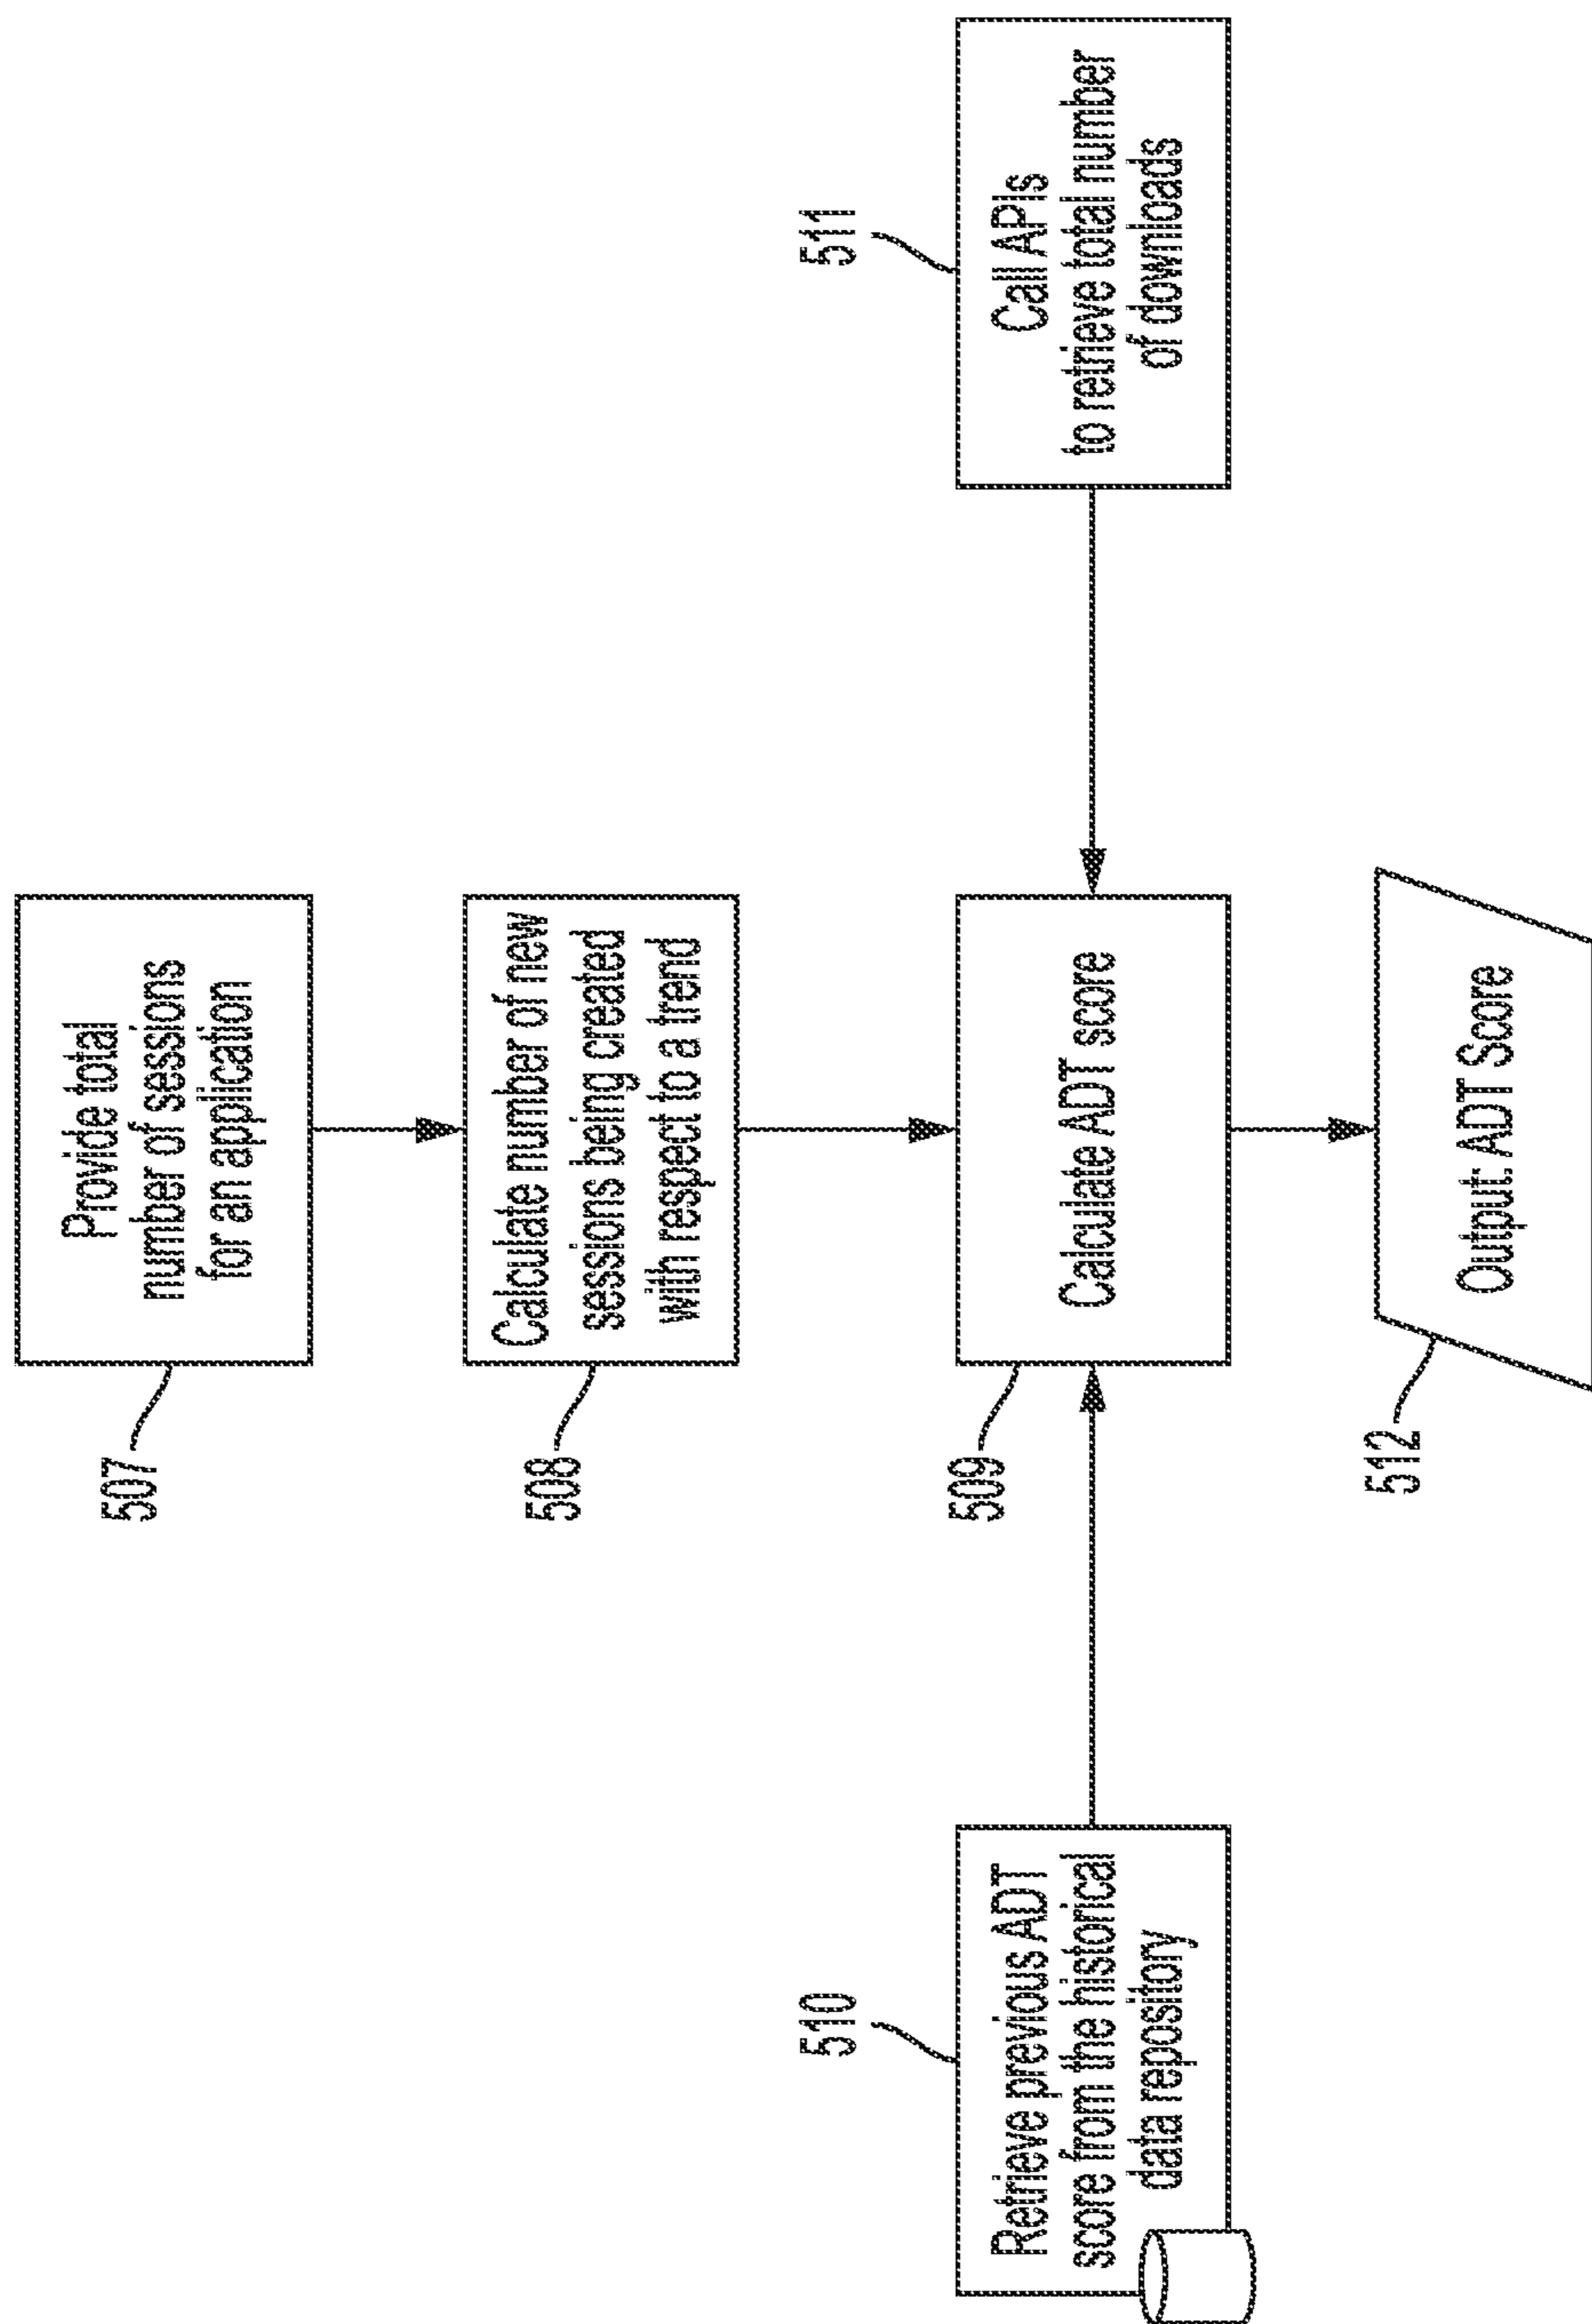 507
Provide total
number of sessions
for an application
508
Calculate number of new
sessions being created
with respect to a trend
510
Retrieve previous ADT
score from the historical
data repository
509
Calculate ADT score
511
Call APIs
to retrieve total number
of downloads
512
Output: ADT Score